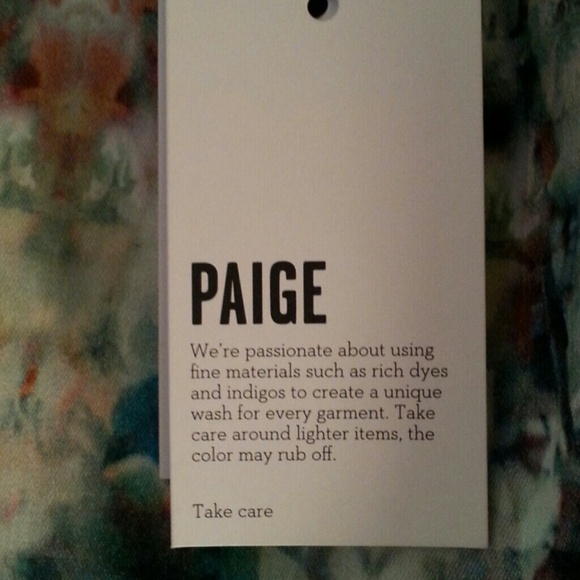 PAIGE
We're passionate about using
fine materials such as rich dyes
and indigos to create a unique
wash for every garment. Take
care around lighter items, the
color may rub off.
Take care